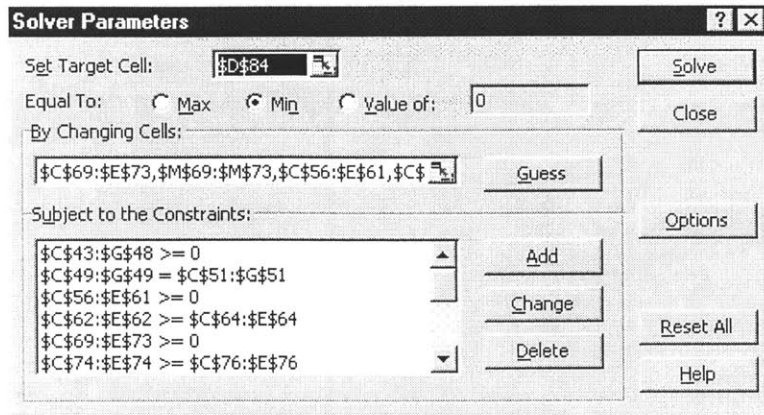 Solver Parameters
Set Target Cell: $D$84 Solve
Equal To: Max Min Value of: 0 Close
By Changing Cells:
$C$69:$E$73,$M$69:$M$73,$C$56:$E$61,$C$ Guess
Subject to the Constraints: Options
$C$43:$G$48 >= 0 Add
$C$49:$G$49 = $C$51:$G$51
$C$56:$E$61 >= 0 Change
$C$62:$E$62 >= $C$64:$E$64 Reset All
$C$69:$E$73 >= 0 Delete
$C$74:$E$74 >= $C$76:$E$76
Help